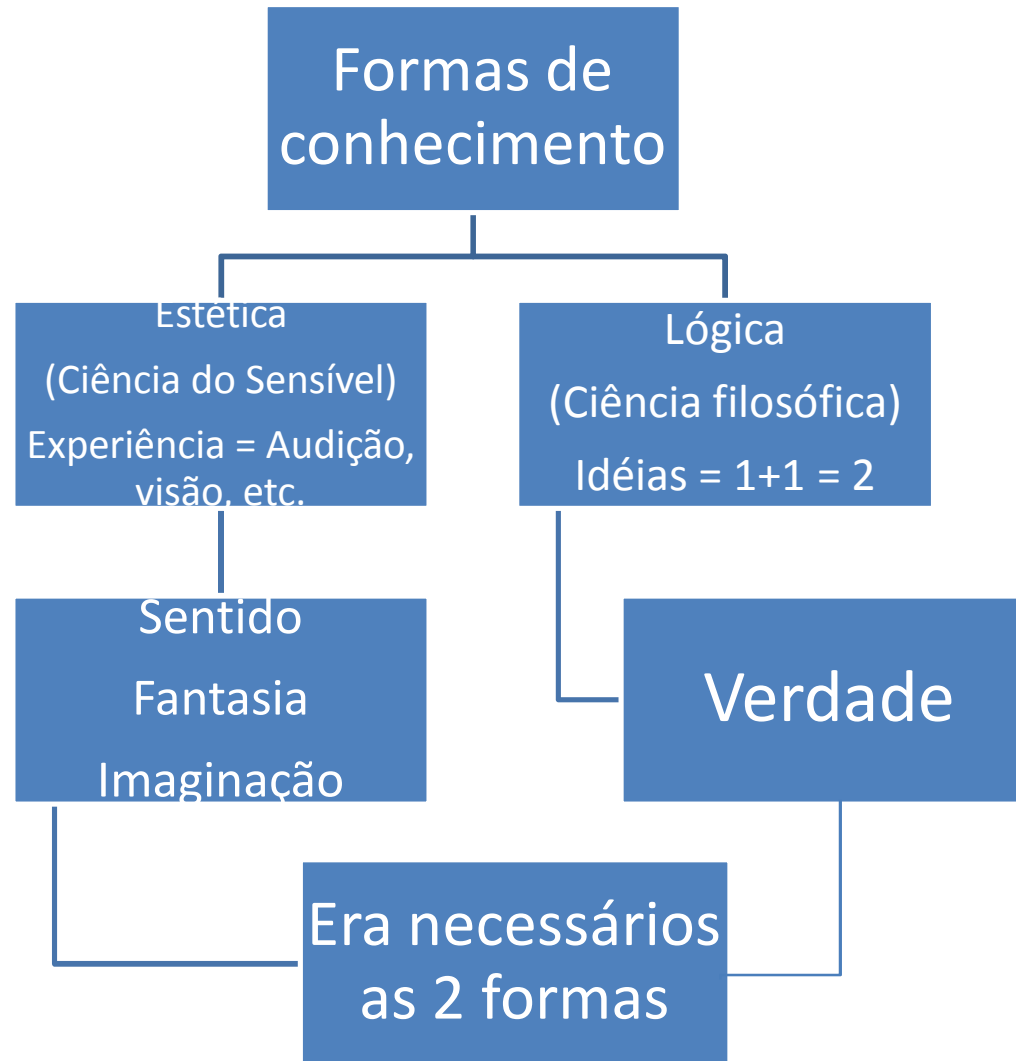 Formas de
conhecimento
Estética
(Ciência do Sensível)
Experiência = Audição,
visão, etc.
Lógica
(Ciência filosófica)
Idéias = 1+1 = 2
Sentido
Fantasia
Imaginação
Verdade
Era necessários
as 2 formas